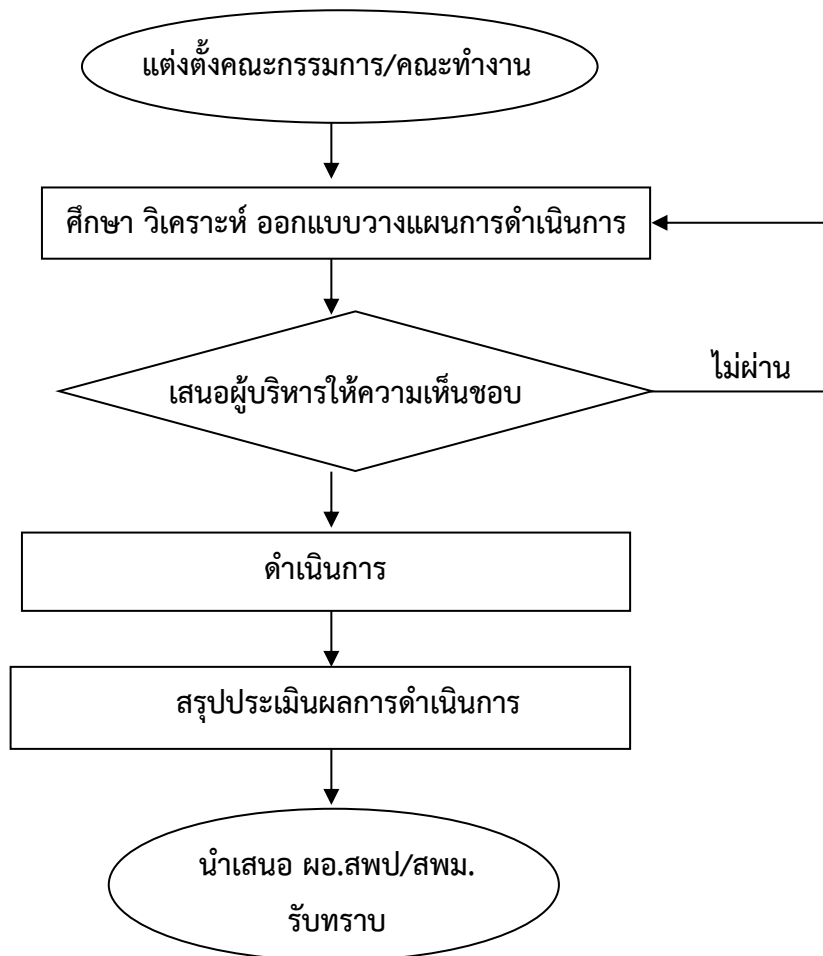 แต่งตั้งคณะกรรมการ/คณะทำงาน
ศึกษา วิเคราะห์ ออกแบบวางแผนการดำเนินการ
เสนอผู้บริหารให้ความเห็นชอบ
ไม่ผ่าน
ดำเนินการ
สรุปประเมินผลการดำเนินการ
นำเสนอ ผอ.สพป/สพม.
รับทราบ